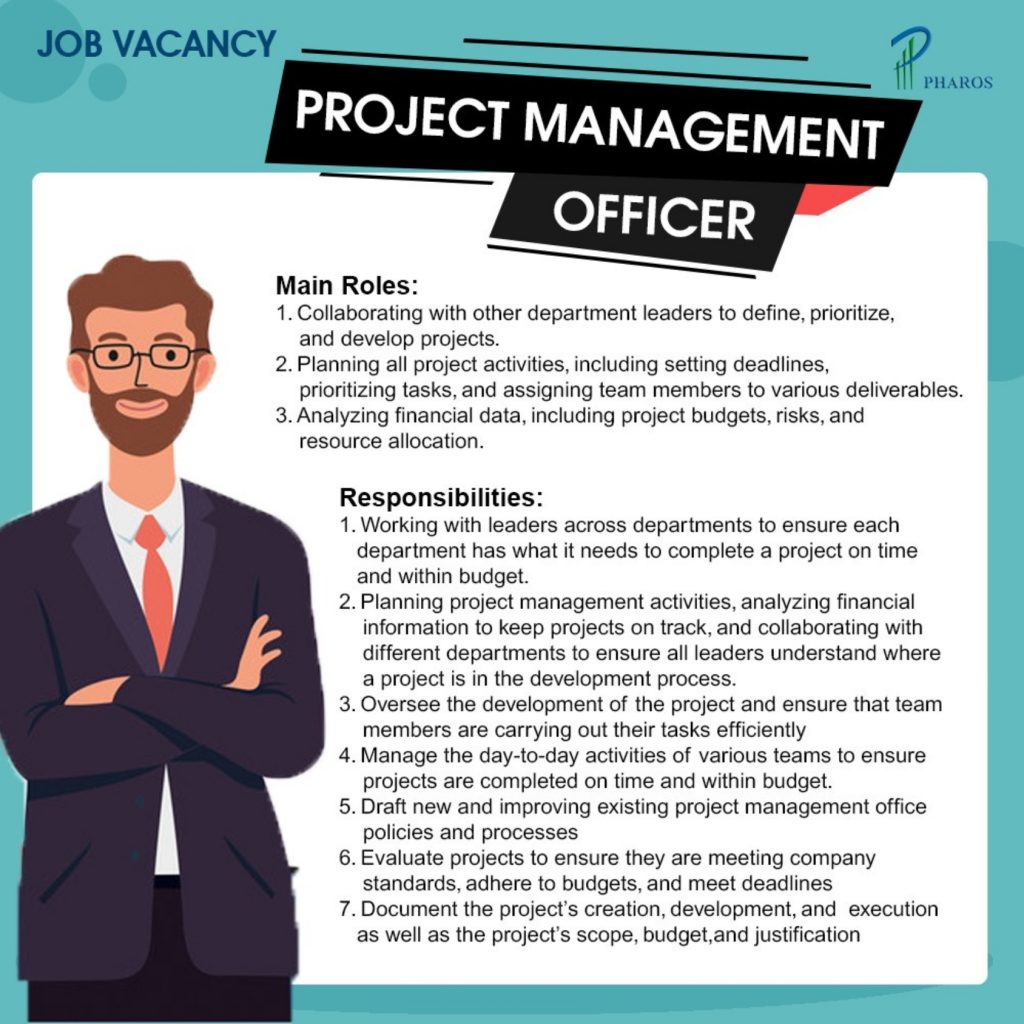 JOB VACANCY
PHAROS
PROJECT MANAGEMENT
OFFICER
Main Roles:
1. Collaborating with other department leaders to define, prioritize,
and develop projects.
2. Planning all project activities, including setting deadlines,
prioritizing tasks, and assigning team members to various deliverables.
3. Analyzing financial data, including project budgets, risks, and
resource allocation.
Responsibilities:
1. Working with leaders across departments to ensure each
department has what it needs to complete a project on time
and within budget.
2. Planning project management activities, analyzing financial
information to keep projects on track, and collaborating with
different departments to ensure all leaders understand where
a project is in the development process.
3. Oversee the development of the project and ensure that team
members are carrying out their tasks efficiently
4. Manage the day-to-day activities of various teams to ensure
projects are completed on time and within budget.
5. Draft new and improving existing project management office
policies and processes
6. Evaluate projects to ensure they are meeting company
standards, adhere to budgets, and meet deadlines
7. Document the project's creation, development, and execution
as well as the project's scope, budget,and justification